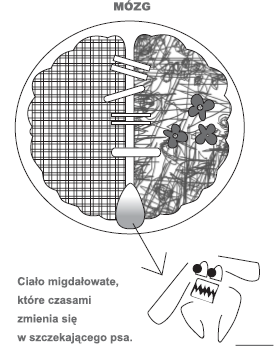 MÓZG
Ciało migdałowate,
które czasami
zmienia się
w szczekającego psa.